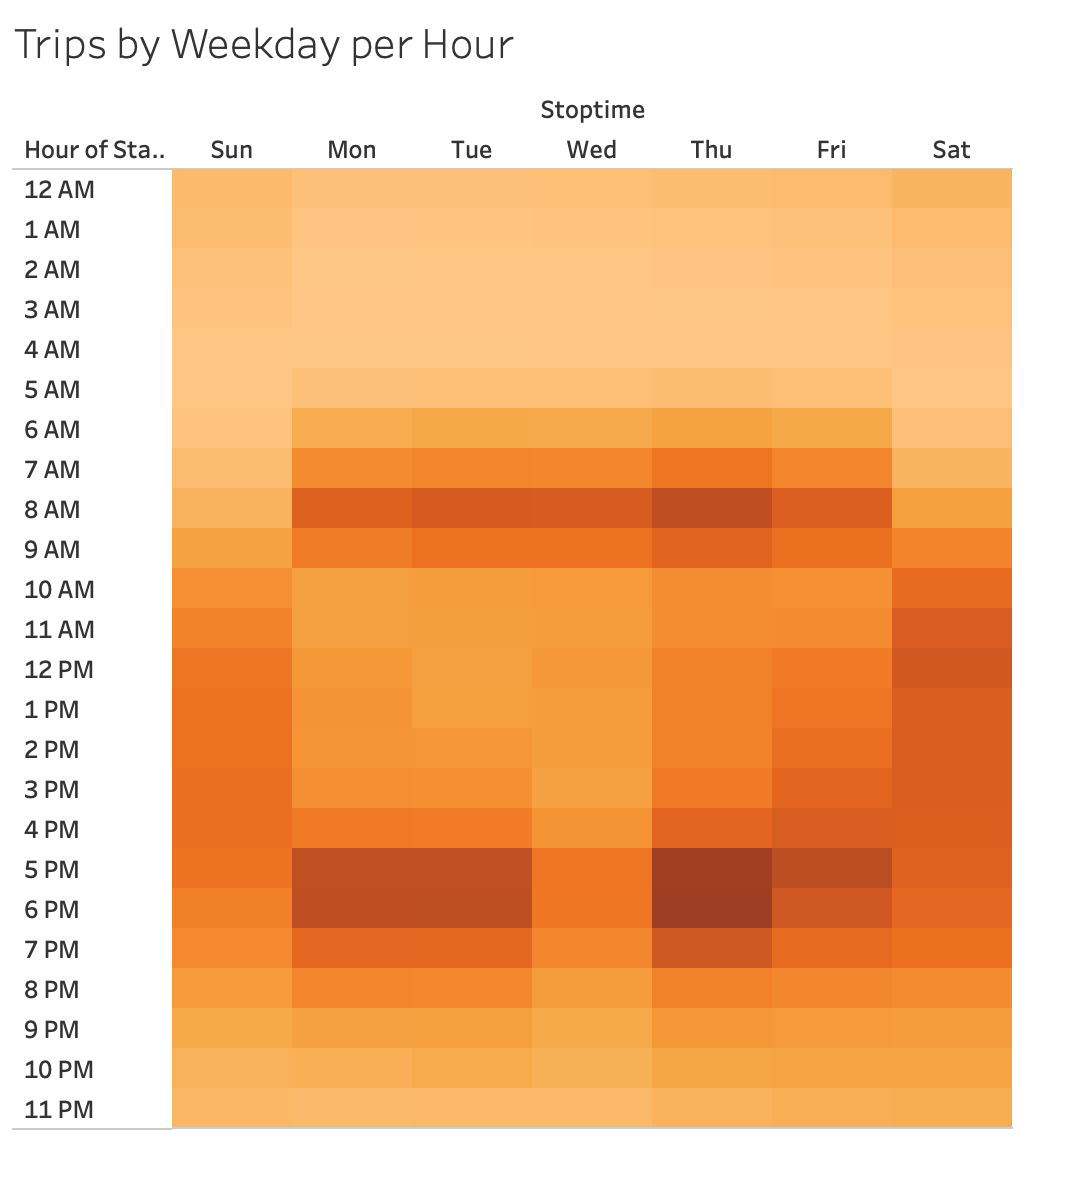 Trips by Weekday per Hour
Stoptime
Hour of Sta.. Sun Mon Tue Wed Thu Fri Sat
12 AM
1 AM
2 AM
3 AM
4 AM
5 AM
6 AM
7 AM
8 AM
9 AM
10 AM
11 AM
12 PM
1 PM
2 PM
3 PM
4 PM
5 PM
6 PM
7 PM
8 PM
9 PM
10 PM
11 PM